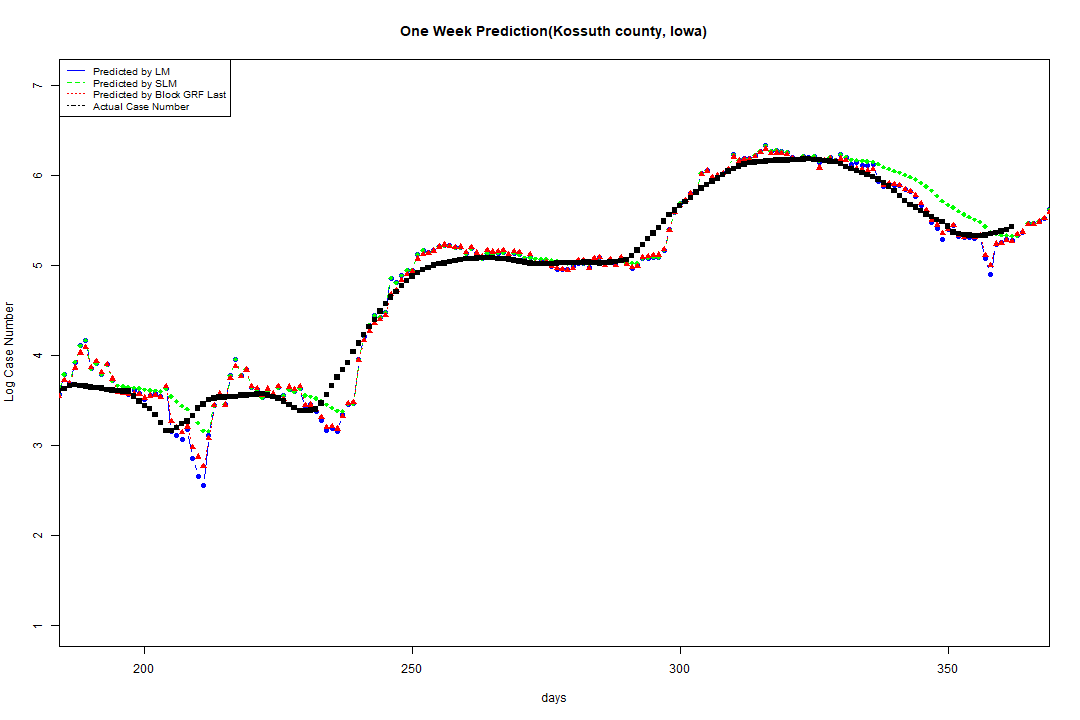 One Week Prediction(Kossuth county, Iowa)
Predicted by LM
Predicted by SLM
Predicted by Block GRF Last
Actual Case Number
7
6
5
4
3
2
1
Log Case Number
200 250 300 350
days